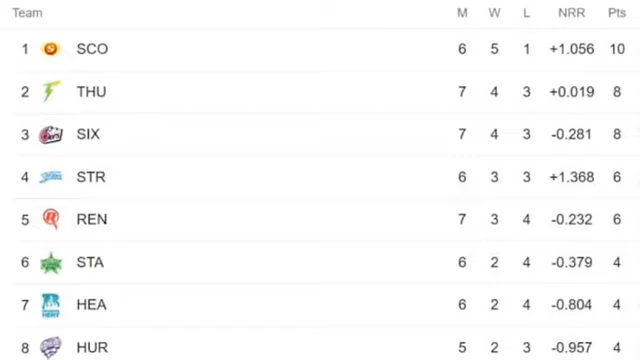 Team M W L NRR Pts
1 SCO 6 5 1 +1.056 10
2 THU 7 4 3 +0.019 8
3 SIX 7 4 3 -0.281 8
4 STR 6 3 3 +1.368 6
5 REN 7 3 4 -0.232 6
6 STA 6 2 4 -0.379 4
7 HEA 6 2 4 -0.804 4
8 HUR 5 2 3 -0.957 4